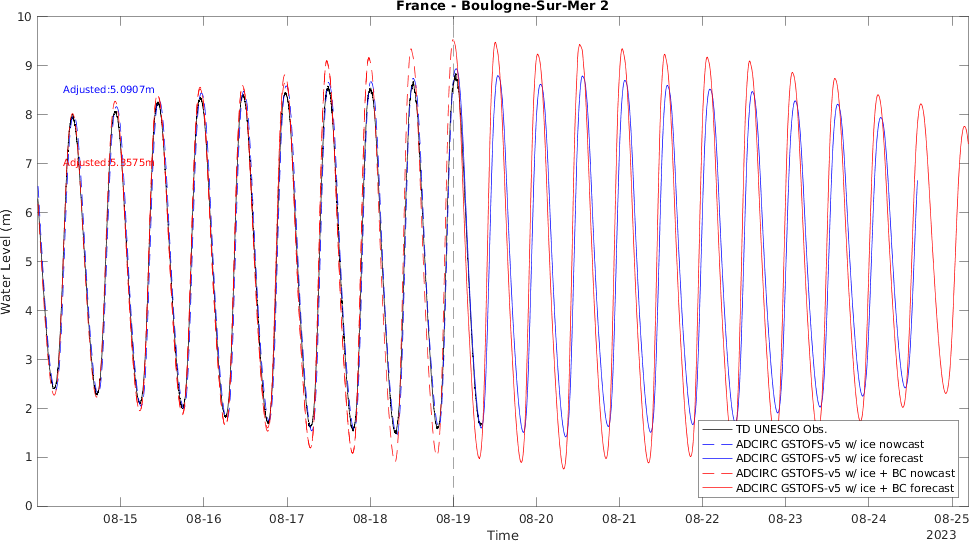 France - Boulogne-Sur-Mer 2
Water Level (m)
10
9
8
7
6
5
4
3
2
1
0
Adjusted:5.0907m
Adjusted:5.3575m
TD UNESCO Obs.
ADCIRC GSTOFS-v5 w/ ice nowcast
ADCIRC GSTOFS-v5 w/ ice forecast
ADCIRC GSTOFS-v5 w/ ice + BC nowcast
ADCIRC GSTOFS-v5 w/ ice + BC forecast
08-15 08-16 08-17 08-18 08-19 08-20 08-21 08-22 08-23 08-24 08-25
Time
2023